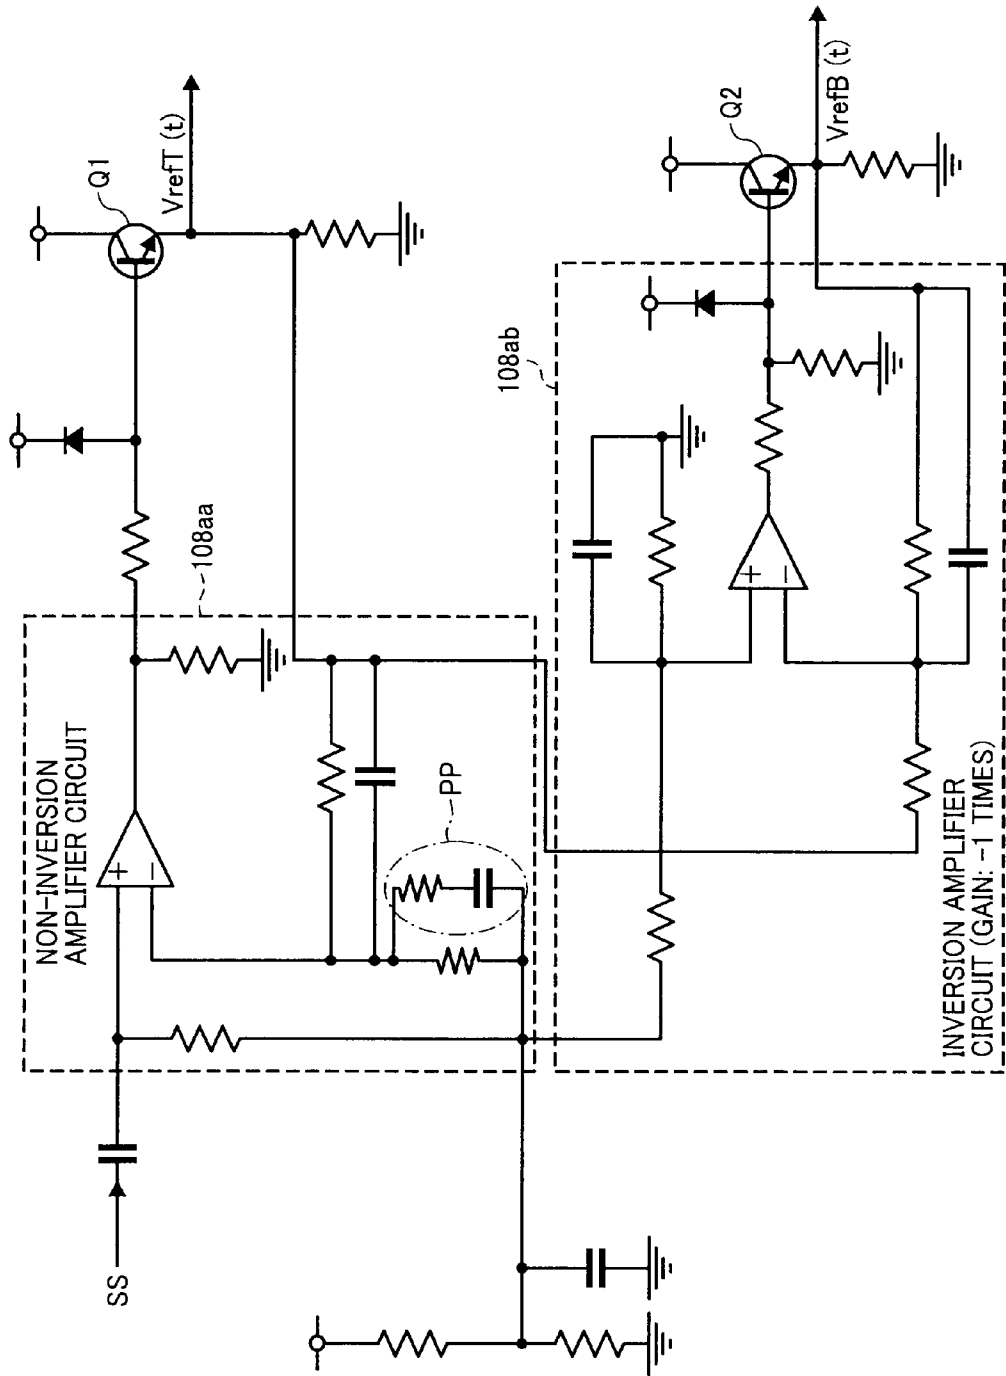 SS
NON-INVERSION
AMPLIFIER CIRCUIT
+
−
PP
108aa
Q1
VrefT (t)
108ab
+
−
Q2
VrefB (t)
INVERSION AMPLIFIER
CIRCUIT (GAIN: −1 TIMES)